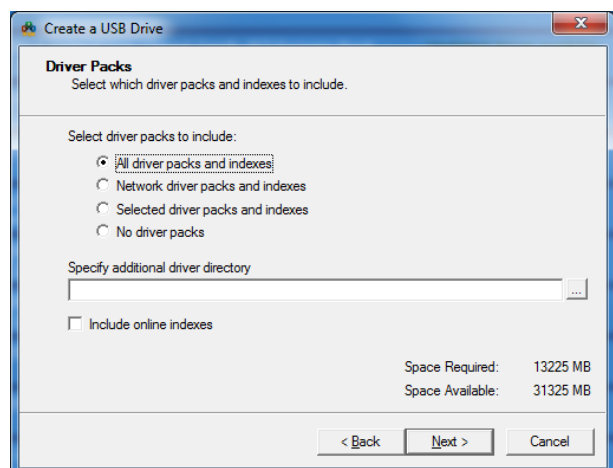 Create a USB Drive
Driver Packs
Select which driver packs and indexes to include.
Select driver packs to include:
All driver packs and indexes
Network driver packs and indexes
Selected driver packs and indexes
No driver packs
Specify additional driver directory
...
Include online indexes
Space Required: 13225 MB
Space Available: 31325 MB
< Back Next > Cancel